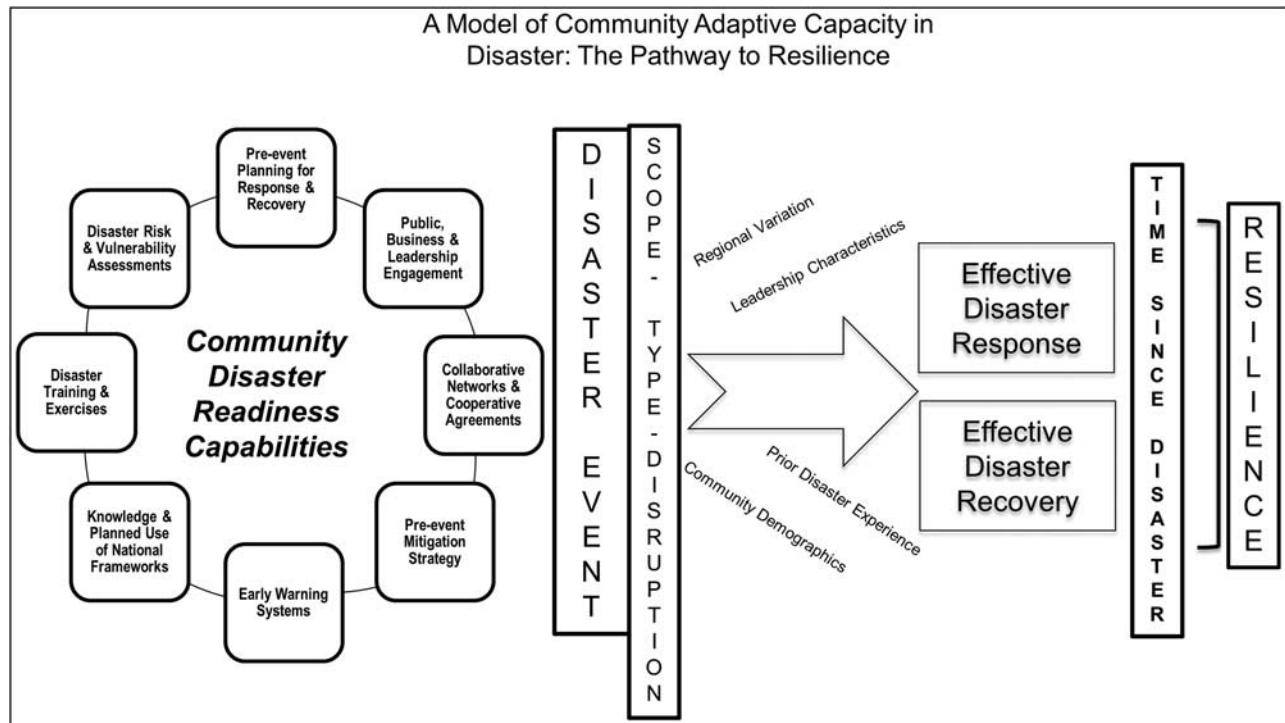 A Model of Community Adaptive Capacity in
Disaster: The Pathway to Resilience
Pre-event
Planning for
Response &
Recovery
Public,
Business &
Leadership
Engagement
Collaborative
Networks &
Cooperative
Agreements
Pre-event
Mitigation
Strategy
Early Warning
Systems
Knowledge &
Planned Use
of National
Frameworks
Disaster
Training &
Exercises
Disaster Risk
& Vulnerability
Assessments
Community
Disaster
Readiness
Capabilities
DISASTER EVENT
SCOPE- TYPE-DISRUPTION
Regional Variation
Leadership Characteristics
Prior Disaster Experience
Community Demographics
Effective
Disaster
Response
Effective
Disaster
Recovery
TIME SINCE DISASTER
RESILIENCE